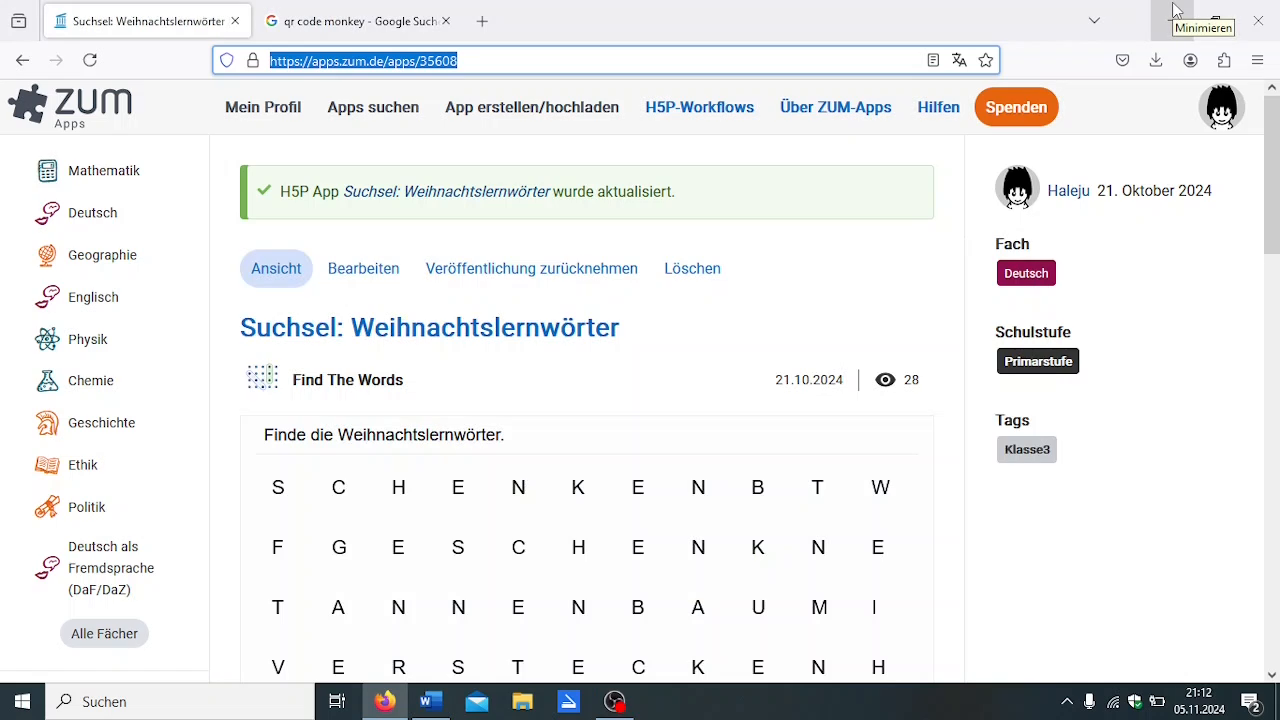 Suchsel: Weihnachtslernwörter
qr code monkey - Google Such
Minimieren
https://apps.zum.de/apps/35608
ZUM
Apps
Mein Profil
Apps suchen
App erstellen/hochladen
H5P-Workflows
Über ZUM-Apps
Hilfen
Spenden
Mathematik
Deutsch
Geographie
Englisch
Physik
Chemie
Geschichte
Ethik
Politik
Deutsch als
Fremdsprache
(DaF/DaZ)
Alle Fächer
H5P App Suchsel: Weihnachtslernwörter wurde aktualisiert.
Ansicht Bearbeiten Veröffentlichung zurücknehmen Löschen
Suchsel: Weihnachtslernwörter
Find The Words
21.10.2024
28
Finde die Weihnachtslernwörter.
S C H E N K E N B T W
F G E S C H E N K N E
T A N N E N B A U M I
V E R S T E C K E N H
Haleju 21. Oktober 2024
Fach
Deutsch
Schulstufe
Primarstufe
Tags
Klasse3
Suchen
21:12
05.11.2024
2